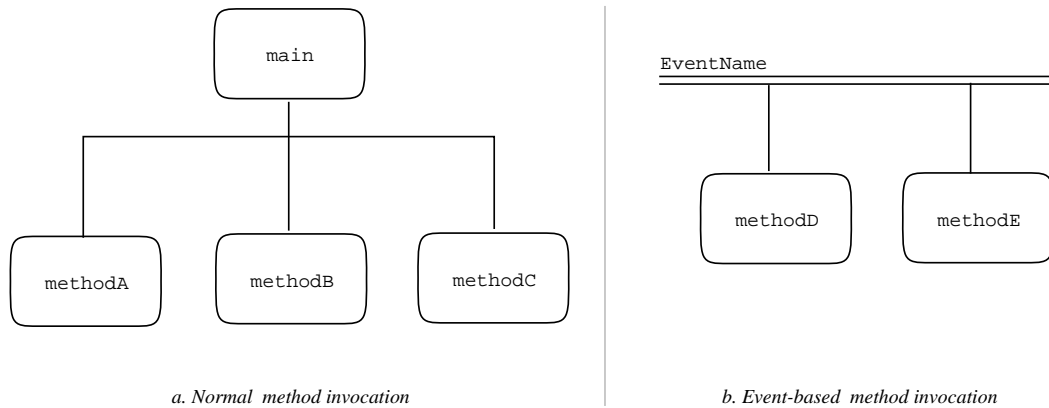 main
EventName
methodD
methodE
methodA
methodB
methodC
a. Normal method invocation
b. Event-based method invocation